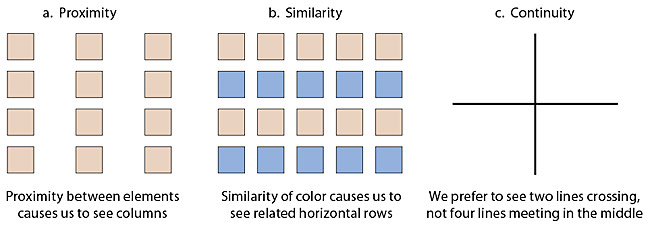 a. Proximity
b. Similarity
c. Continuity
Proximity between elements
causes us to see columns
Similarity of color causes us to
see related horizontal rows
We prefer to see two lines crossing,
not four lines meeting in the middle